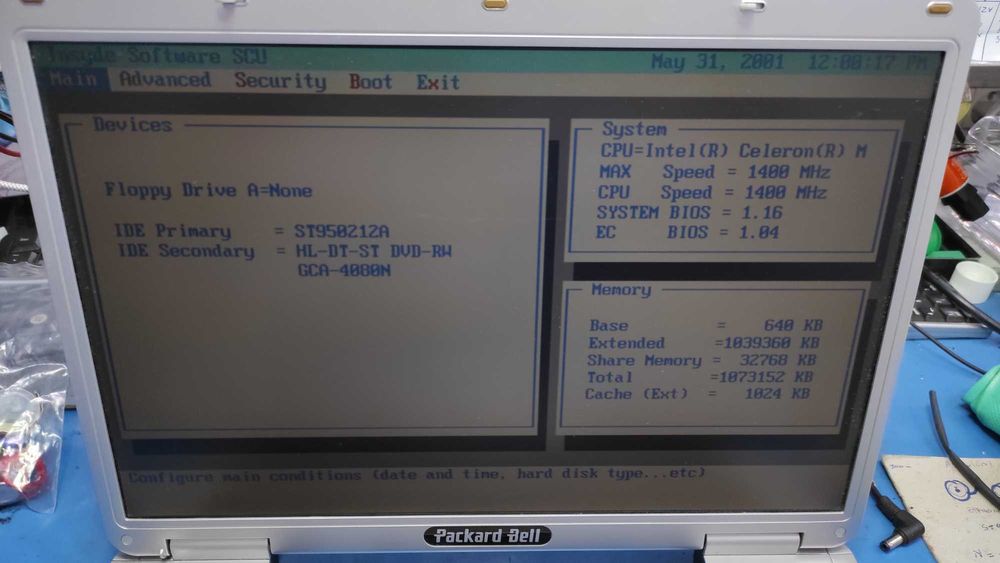 Insyde Software SCU
May 31, 2001 12:00:17 PM
Main Advanced Security Boot Exit
Devices
Floppy Drive A=None
IDE Primary = ST950212A
IDE Secondary = HL-DT-ST DVD-RW
GCA-4080N
System
CPU=Intel(R) Celeron(R) M
MAX Speed = 1400 MHz
CPU Speed = 1400 MHz
SYSTEM BIOS = 1.16
EC BIOS = 1.04
Memory
Base = 640 KB
Extended =1039360 KB
Share Memory = 32768 KB
Total =1073152 KB
Cache (Ext) = 1024 KB
Configure main conditions (date and time, hard disk type...etc)
Packard Bell